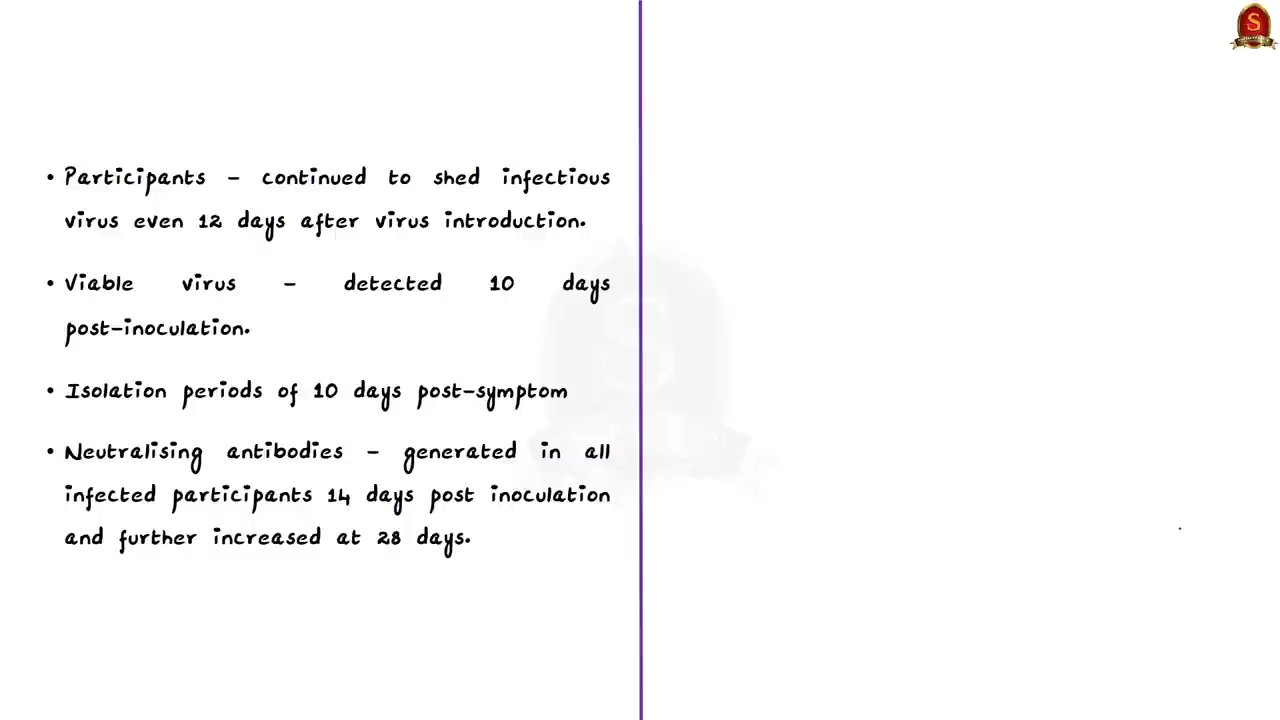 • Participants – continued to shed infectious
virus even 12 days after virus introduction.
• Viable virus – detected 10 days
post-inoculation.
• Isolation periods of 10 days post-symptom
• Neutralising antibodies – generated in all
infected participants 14 days post inoculation
and further increased at 28 days.
S
S